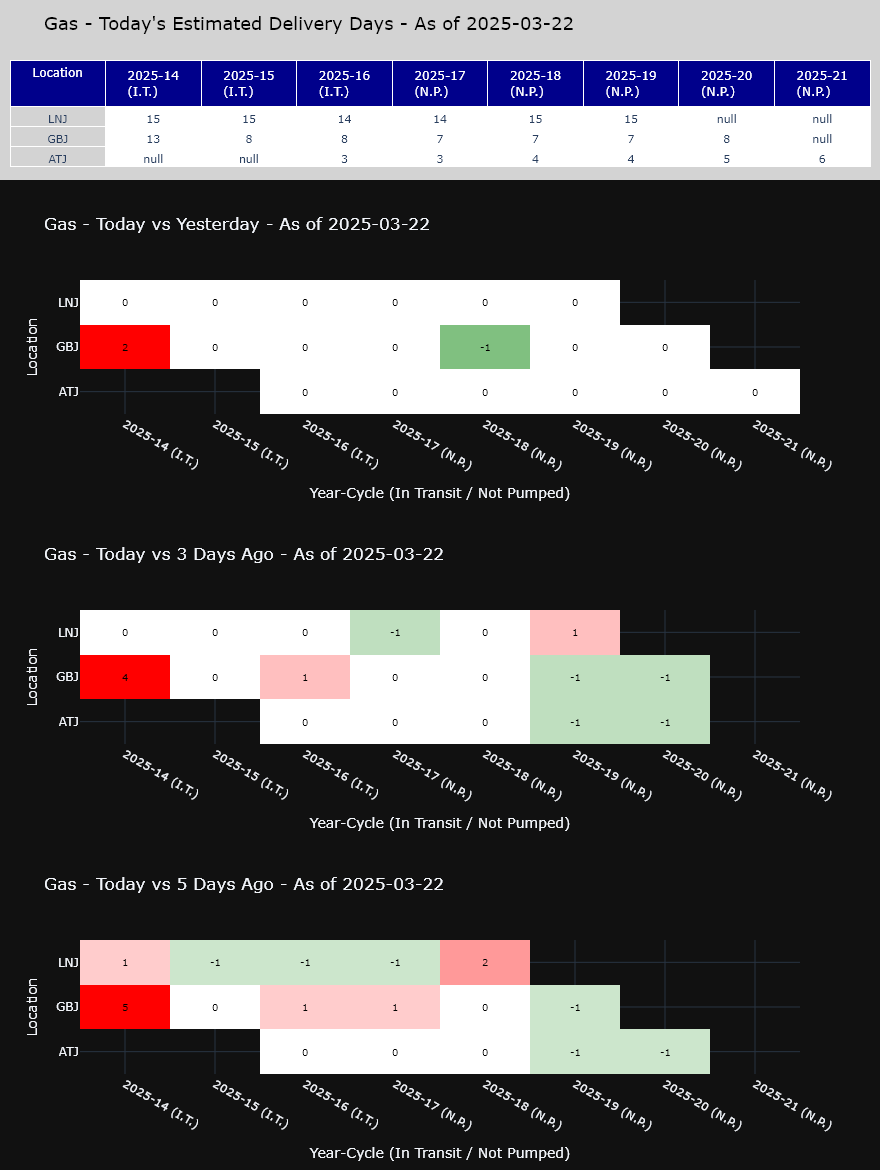 Gas - Today's Estimated Delivery Days - As of 2025-03-22
Location 2025-14 (I.T.) 2025-15 (I.T.) 2025-16 (I.T.) 2025-17 (N.P.) 2025-18 (N.P.) 2025-19 (N.P.) 2025-20 (N.P.) 2025-21 (N.P.)
LNJ 15 15 14 14 15 15 null null
GBJ 13 8 8 7 7 7 8 null
ATJ null null 3 3 4 4 5 6
Gas - Today vs Yesterday - As of 2025-03-22
Location
LNJ 0 0 0 0 0 0
GBJ 2 0 0 0 -1 0 0
ATJ 0 0 0 0 0 0
2025-14 (I.T.) 2025-15 (I.T.) 2025-16 (I.T.) 2025-17 (N.P.) 2025-18 (N.P.) 2025-19 (N.P.) 2025-20 (N.P.) 2025-21 (N.P.)
Year-Cycle (In Transit / Not Pumped)
Gas - Today vs 3 Days Ago - As of 2025-03-22
Location
LNJ 0 0 0 -1 0 1
GBJ 4 0 1 0 0 -1 -1
ATJ 0 0 0 -1 -1
2025-14 (I.T.) 2025-15 (I.T.) 2025-16 (I.T.) 2025-17 (N.P.) 2025-18 (N.P.) 2025-19 (N.P.) 2025-20 (N.P.) 2025-21 (N.P.)
Year-Cycle (In Transit / Not Pumped)
Gas - Today vs 5 Days Ago - As of 2025-03-22
Location
LNJ 1 -1 -1 -1 2
GBJ 5 0 1 1 0 -1
ATJ 0 0 0 -1 -1
2025-14 (I.T.) 2025-15 (I.T.) 2025-16 (I.T.) 2025-17 (N.P.) 2025-18 (N.P.) 2025-19 (N.P.) 2025-20 (N.P.) 2025-21 (N.P.)
Year-Cycle (In Transit / Not Pumped)